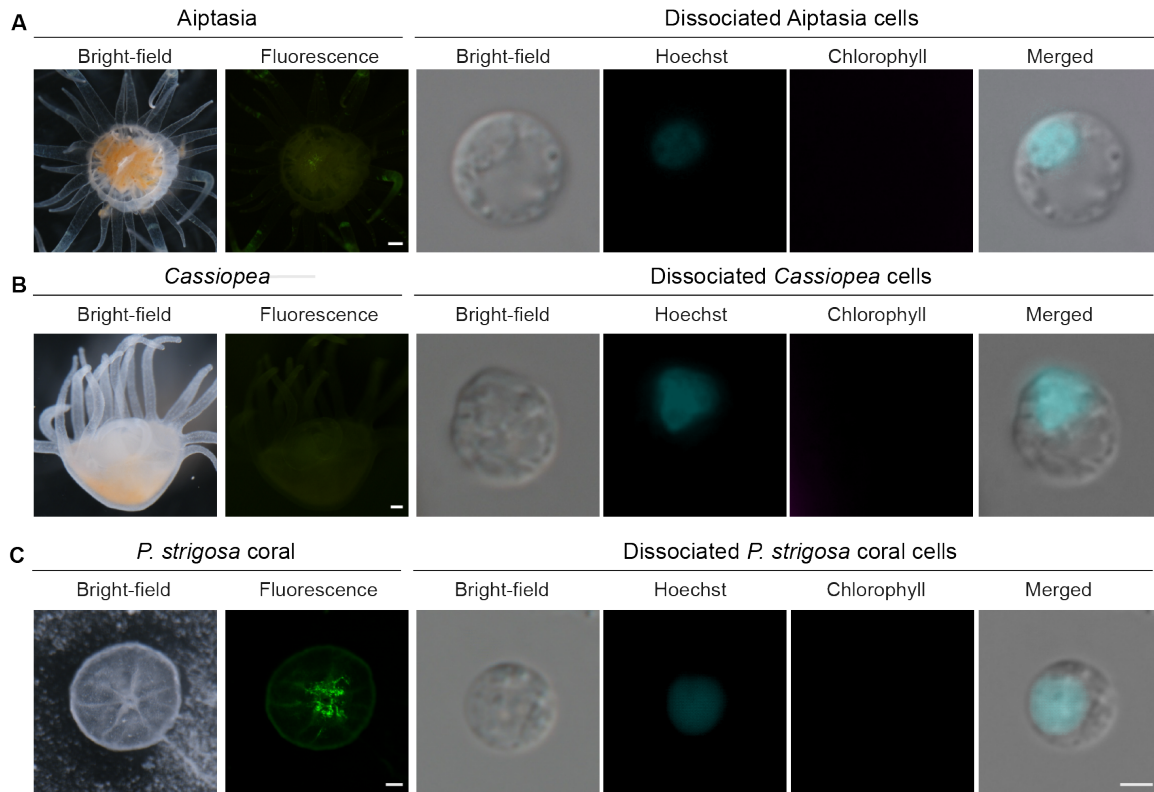 A Aiptasia Dissociated Aiptasia cells
Bright-field Fluorescence Bright-field Hoechst Chlorophyll Merged
B Cassiopea Dissociated Cassiopea cells
Bright-field Fluorescence Bright-field Hoechst Chlorophyll Merged
C P. strigosa coral Dissociated P. strigosa coral cells
Bright-field Fluorescence Bright-field Hoechst Chlorophyll Merged